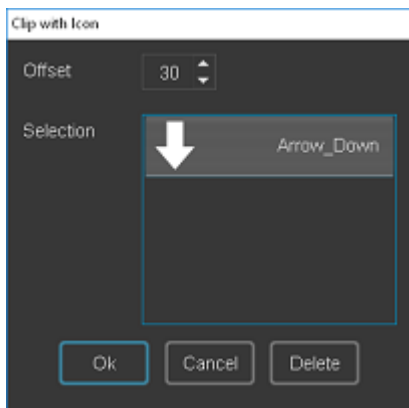 Clip with Icon
Offset 30
Selection
Arrow_Down
Ok Cancel Delete